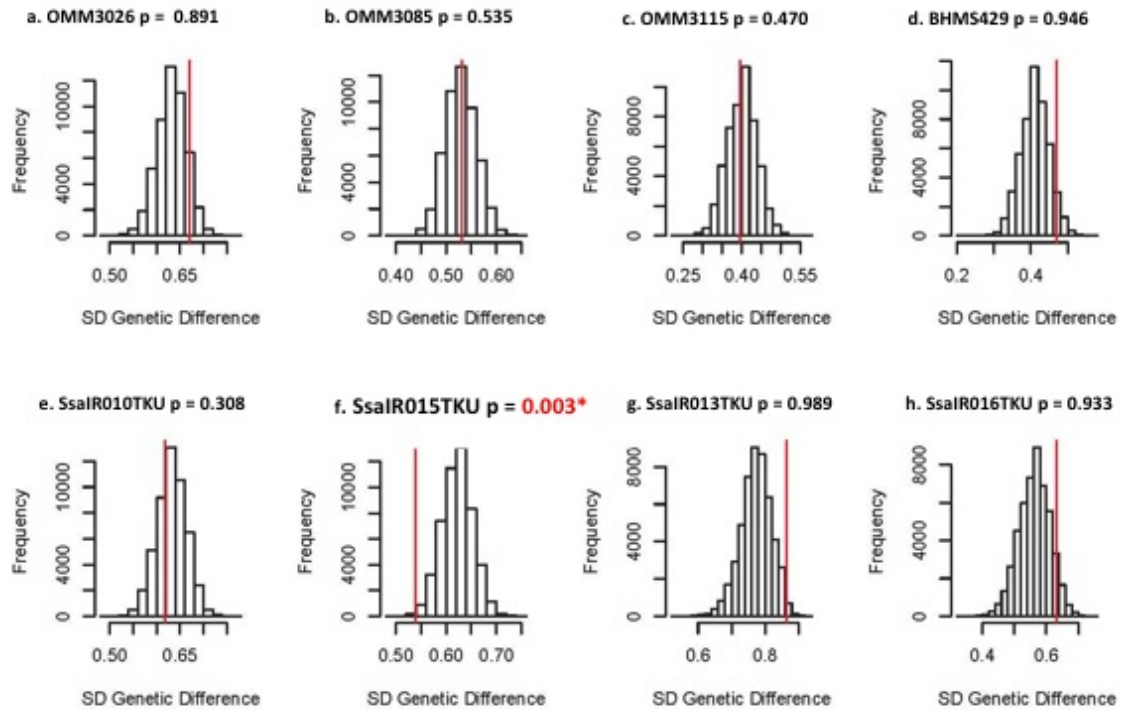 a. OMM3026 p = 0.891
b. OMM3085 p = 0.535
c. OMM3115 p = 0.470
d. BHMS429 p = 0.946
Frequency
0 4000 10000
0.50 0.65
SD Genetic Difference
Frequency
0 4000 10000
0.40 0.50 0.60
SD Genetic Difference
Frequency
0 4000 8000
0.25 0.40 0.55
SD Genetic Difference
Frequency
0 4000 8000
0.2 0.4
SD Genetic Difference
e. SsaIR010TKU p = 0.308
f. SsaIR015TKU p = 0.003*
g. SsaIR013TKU p = 0.989
h. SsaIR016TKU p = 0.933
Frequency
0 4000 10000
0.50 0.65
SD Genetic Difference
Frequency
0 4000 10000
0.50 0.60 0.70
SD Genetic Difference
Frequency
0 4000 8000
0.6 0.8
SD Genetic Difference
Frequency
0 4000 8000
0.4 0.6
SD Genetic Difference